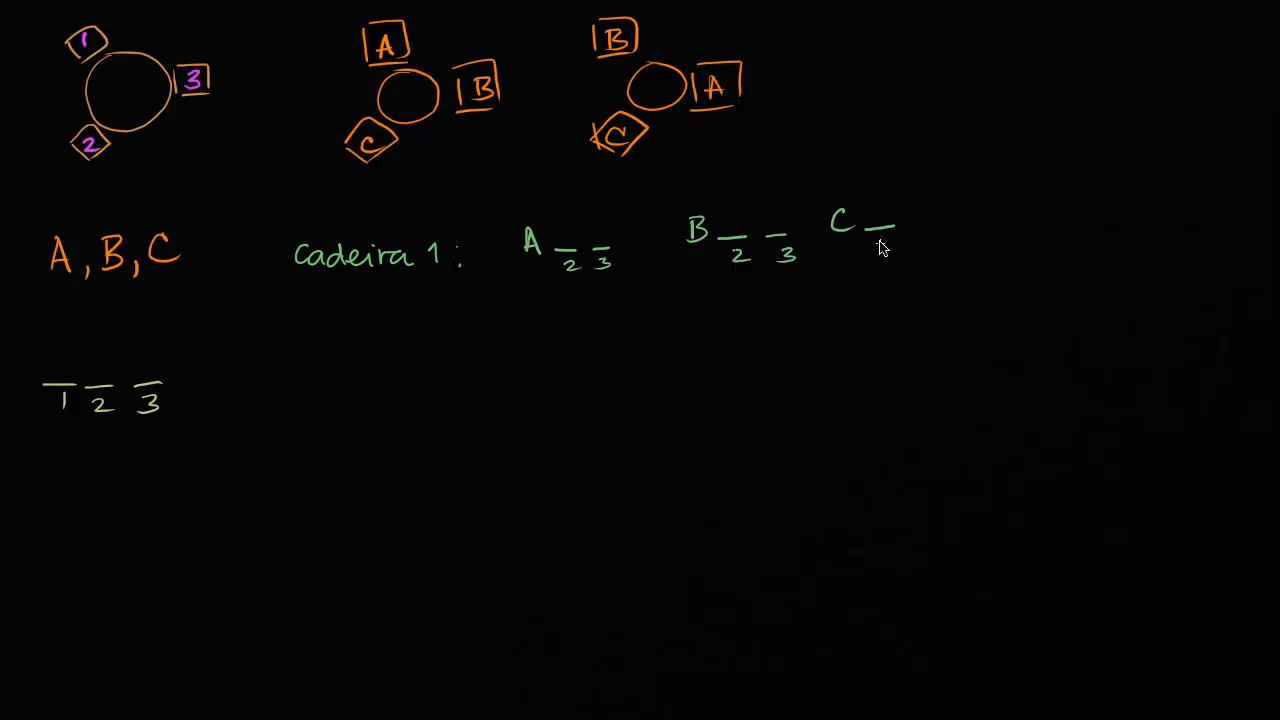 1 3 2
A B C
B A C
A, B, C
Cadeira 1: A _ _ B _ _ C _
2 3 2 3
_ _ _
1 2 3